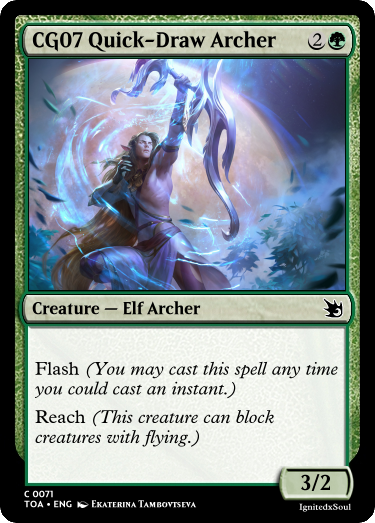 CG07 Quick-Draw Archer 2
Creature — Elf Archer
Flash (You may cast this spell any time
you could cast an instant.)
Reach (This creature can block
creatures with flying.)
3/2
C 0071
TOA • ENG Ekaterina Tambovtseva
IgnitedxSoul